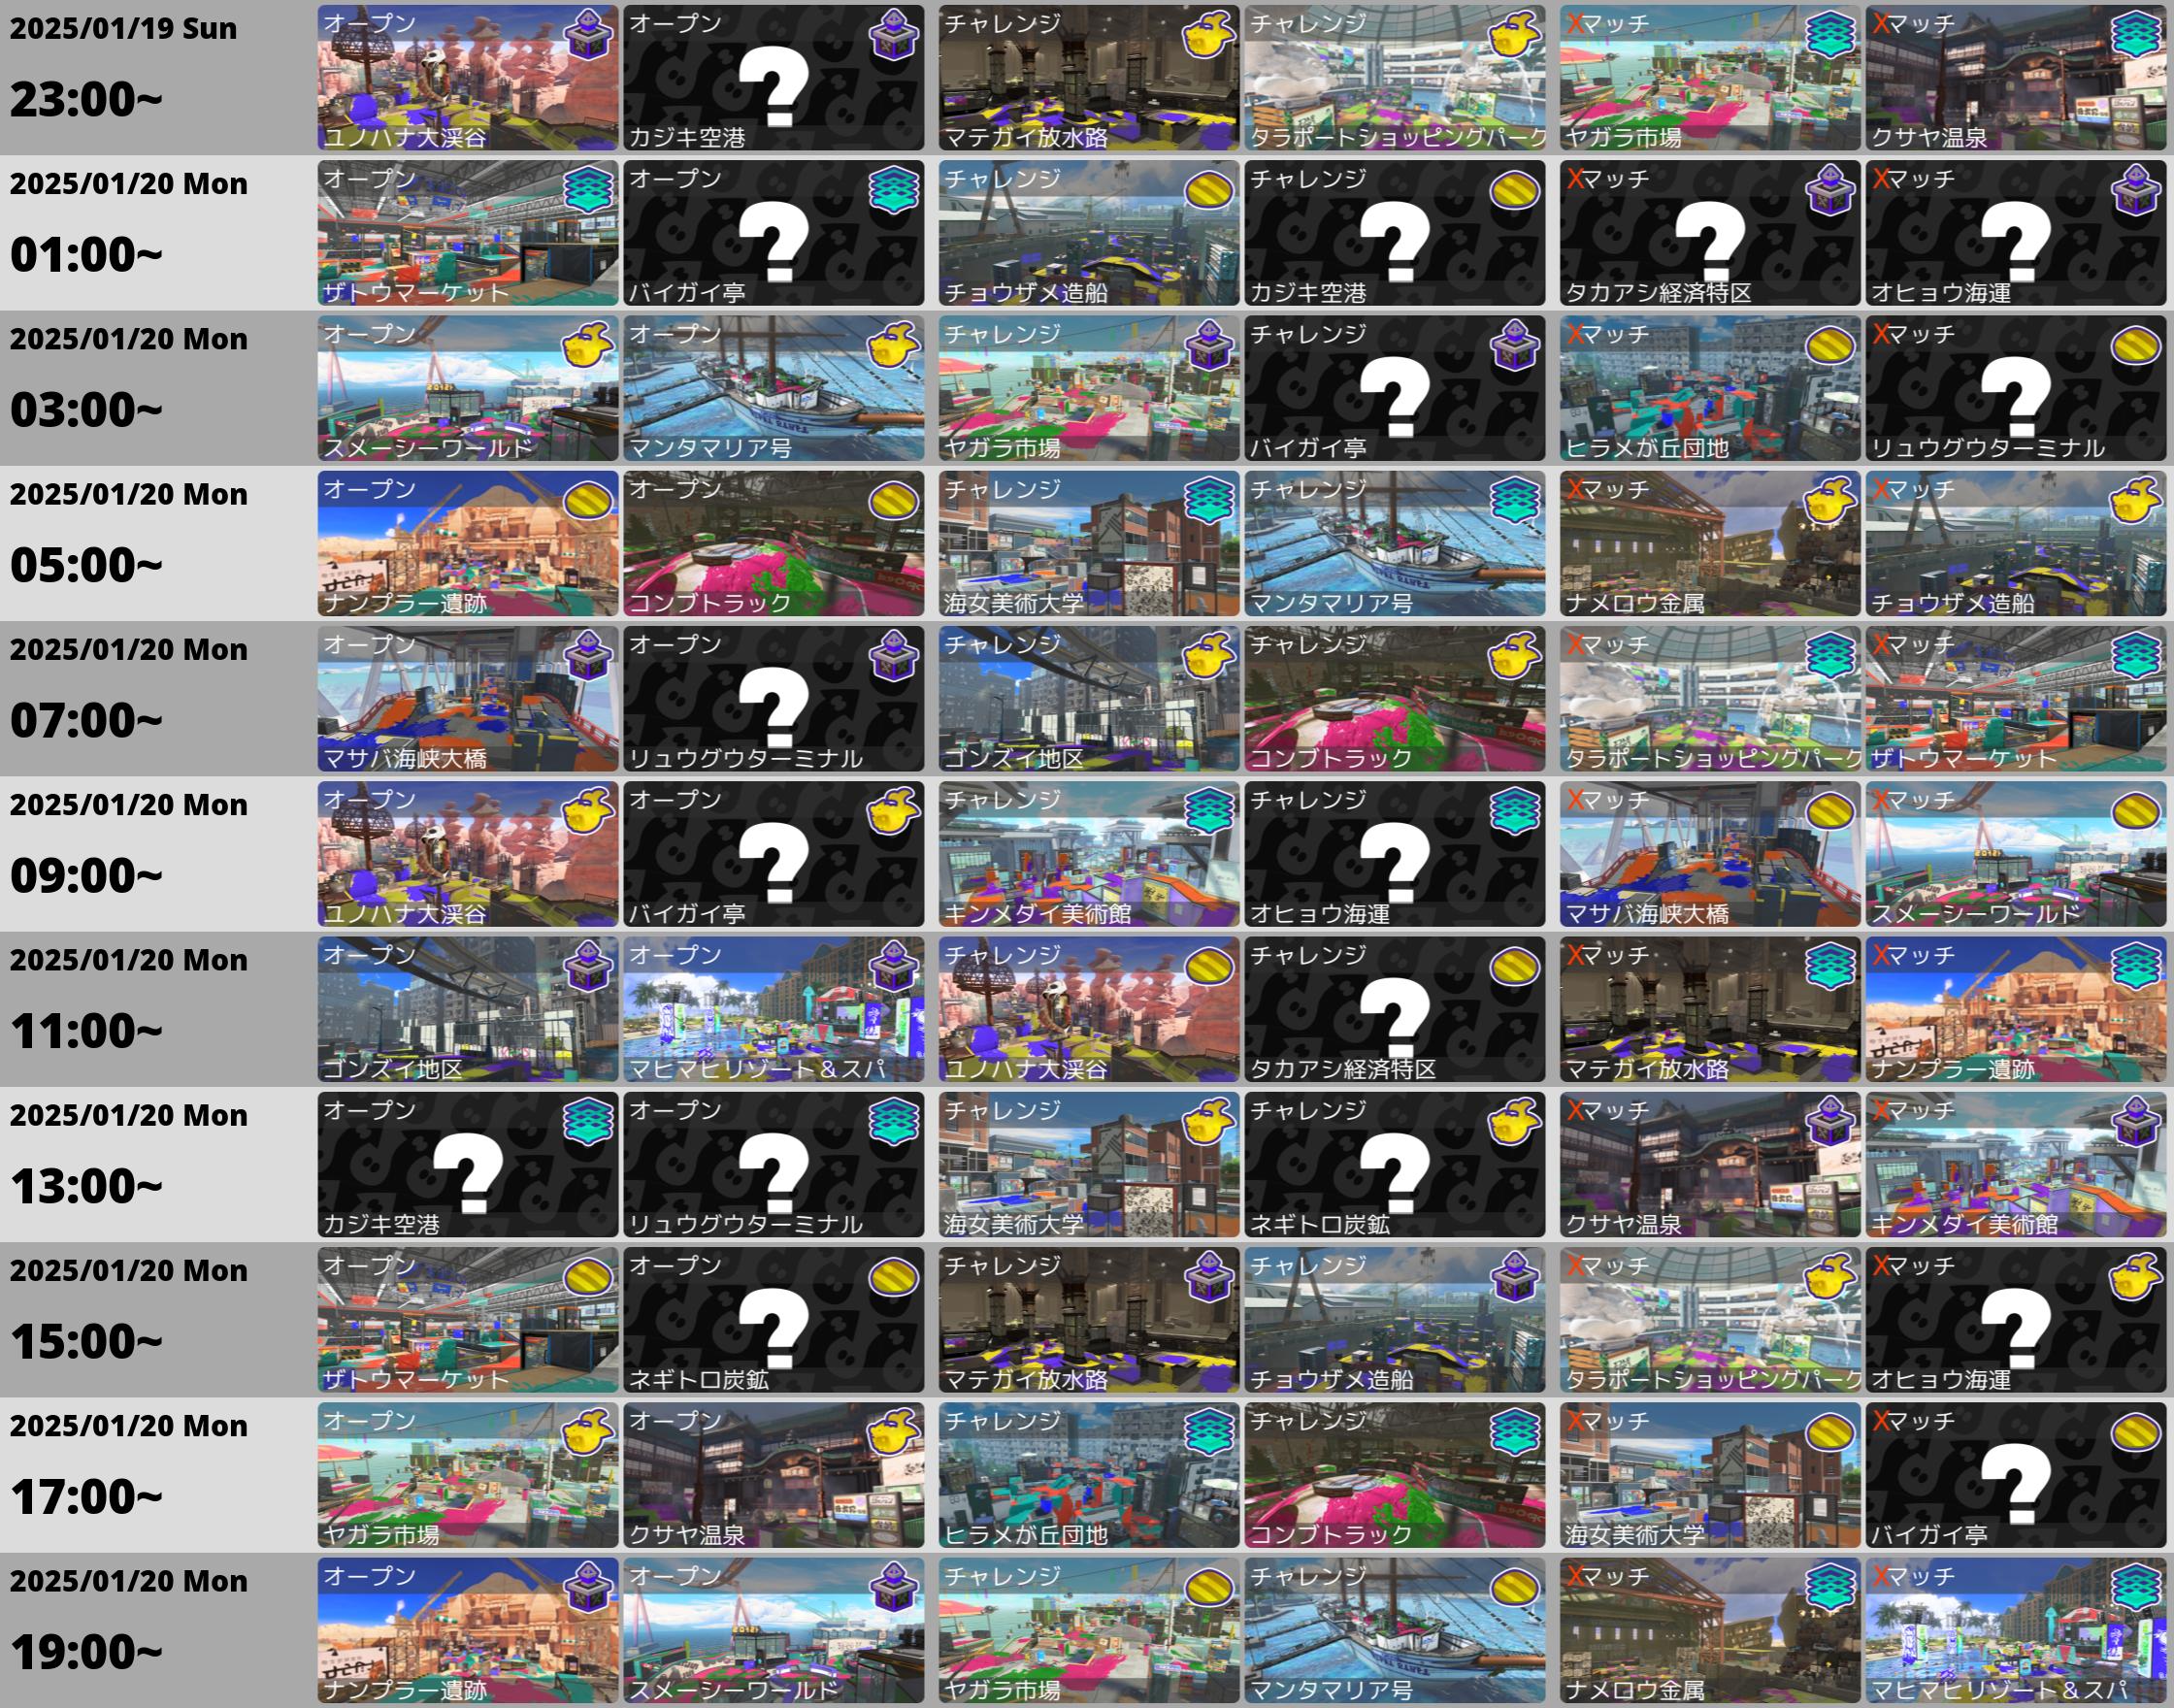 2025/01/19 Sun
23:00~
オープン オープン チャレンジ チャレンジ Xマッチ Xマッチ
ユノハナ大渓谷 カジキ空港 マテガイ放水路 タラポートショッピングパーク ヤガラ市場 クサヤ温泉
2025/01/20 Mon
01:00~
オープン オープン チャレンジ チャレンジ Xマッチ Xマッチ
ザトウマーケット バイガイ亭 チョウザメ造船 カジキ空港 タカアシ経済特区 オヒョウ海運
2025/01/20 Mon
03:00~
オープン オープン チャレンジ チャレンジ Xマッチ Xマッチ
スメーシーワールド マンタマリア号 ヤガラ市場 バイガイ亭 ヒラメが丘団地 リュウグウターミナル
2025/01/20 Mon
05:00~
オープン オープン チャレンジ チャレンジ Xマッチ Xマッチ
ナンプラー遺跡 コンブトラック 海女美術大学 マンタマリア号 ナメロウ金属 チョウザメ造船
2025/01/20 Mon
07:00~
オープン オープン チャレンジ チャレンジ Xマッチ Xマッチ
マサバ海峡大橋 リュウグウターミナル ゴンズイ地区 コンブトラック タラポートショッピングパーク ザトウマーケット
2025/01/20 Mon
09:00~
オープン オープン チャレンジ チャレンジ Xマッチ Xマッチ
ユノハナ大渓谷 バイガイ亭 キンメダイ美術館 オヒョウ海運 マサバ海峡大橋 スメーシーワールド
2025/01/20 Mon
11:00~
オープン オープン チャレンジ チャレンジ Xマッチ Xマッチ
ゴンズイ地区 マヒマヒリゾート&スパ ユノハナ大渓谷 タカアシ経済特区 マテガイ放水路 ナンプラー遺跡
2025/01/20 Mon
13:00~
オープン オープン チャレンジ チャレンジ Xマッチ Xマッチ
カジキ空港 リュウグウターミナル 海女美術大学 ネギトロ炭鉱 クサヤ温泉 キンメダイ美術館
2025/01/20 Mon
15:00~
オープン オープン チャレンジ チャレンジ Xマッチ Xマッチ
ザトウマーケット ネギトロ炭鉱 マテガイ放水路 チョウザメ造船 タラポートショッピングパーク オヒョウ海運
2025/01/20 Mon
17:00~
オープン オープン チャレンジ チャレンジ Xマッチ Xマッチ
ヤガラ市場 クサヤ温泉 ヒラメが丘団地 コンブトラック 海女美術大学 バイガイ亭
2025/01/20 Mon
19:00~
オープン オープン チャレンジ チャレンジ Xマッチ Xマッチ
ナンプラー遺跡 スメーシーワールド ヤガラ市場 マンタマリア号 ナメロウ金属 マヒマヒリゾート&スパ